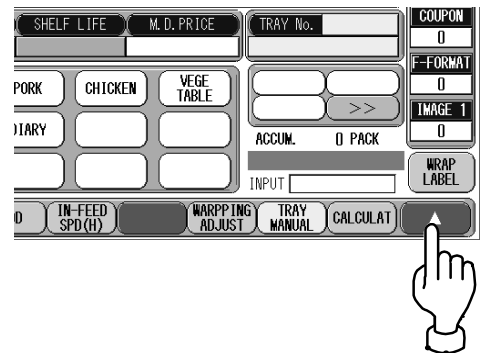 SHELF LIFE M.D.PRICE TRAY No. COUPON
0
F-FORMAT
0
IMAGE 1
0
PORK CHICKEN VEGE
TABLE
>>
DIARY
ACCUM. 0 PACK
INPUT
WRAP
LABEL
IN-FEED
SPD(H)
WARPPING
ADJUST
TRAY
MANUAL
CALCULAT